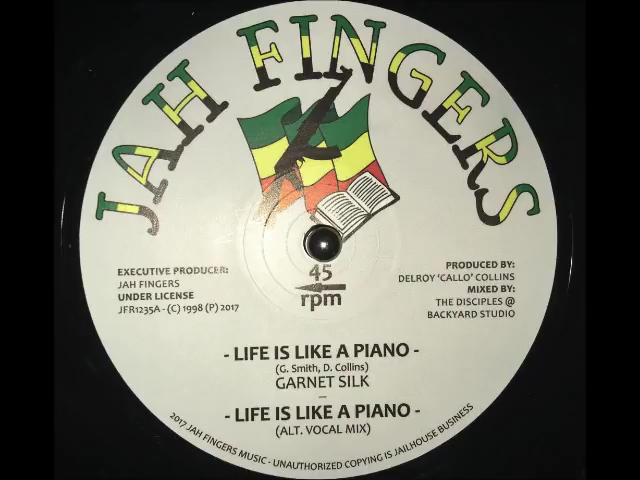 JAH FINGERS
EXECUTIVE PRODUCER:
JAH FINGERS
UNDER LICENSE
JFR1235A - (C) 1998 (P) 2017
45
rpm
PRODUCED BY:
DELROY 'CALLO' COLLINS
MIXED BY:
THE DISCIPLES @
BACKYARD STUDIO
- LIFE IS LIKE A PIANO -
(G. Smith, D. Collins)
GARNET SILK
–
- LIFE IS LIKE A PIANO -
(ALT. VOCAL MIX)
2017 JAH FINGERS MUSIC - UNAUTHORIZED COPYING IS JAILHOUSE BUSINESS